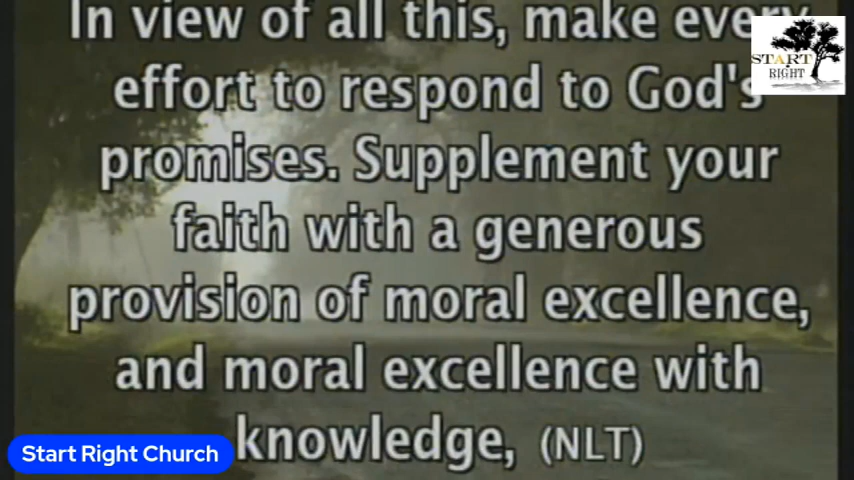 In view of all this, make every
effort to respond to God's
promises. Supplement your
faith with a generous
provision of moral excellence,
and moral excellence with
knowledge, (NLT)
START
RIGHT
Start Right Church